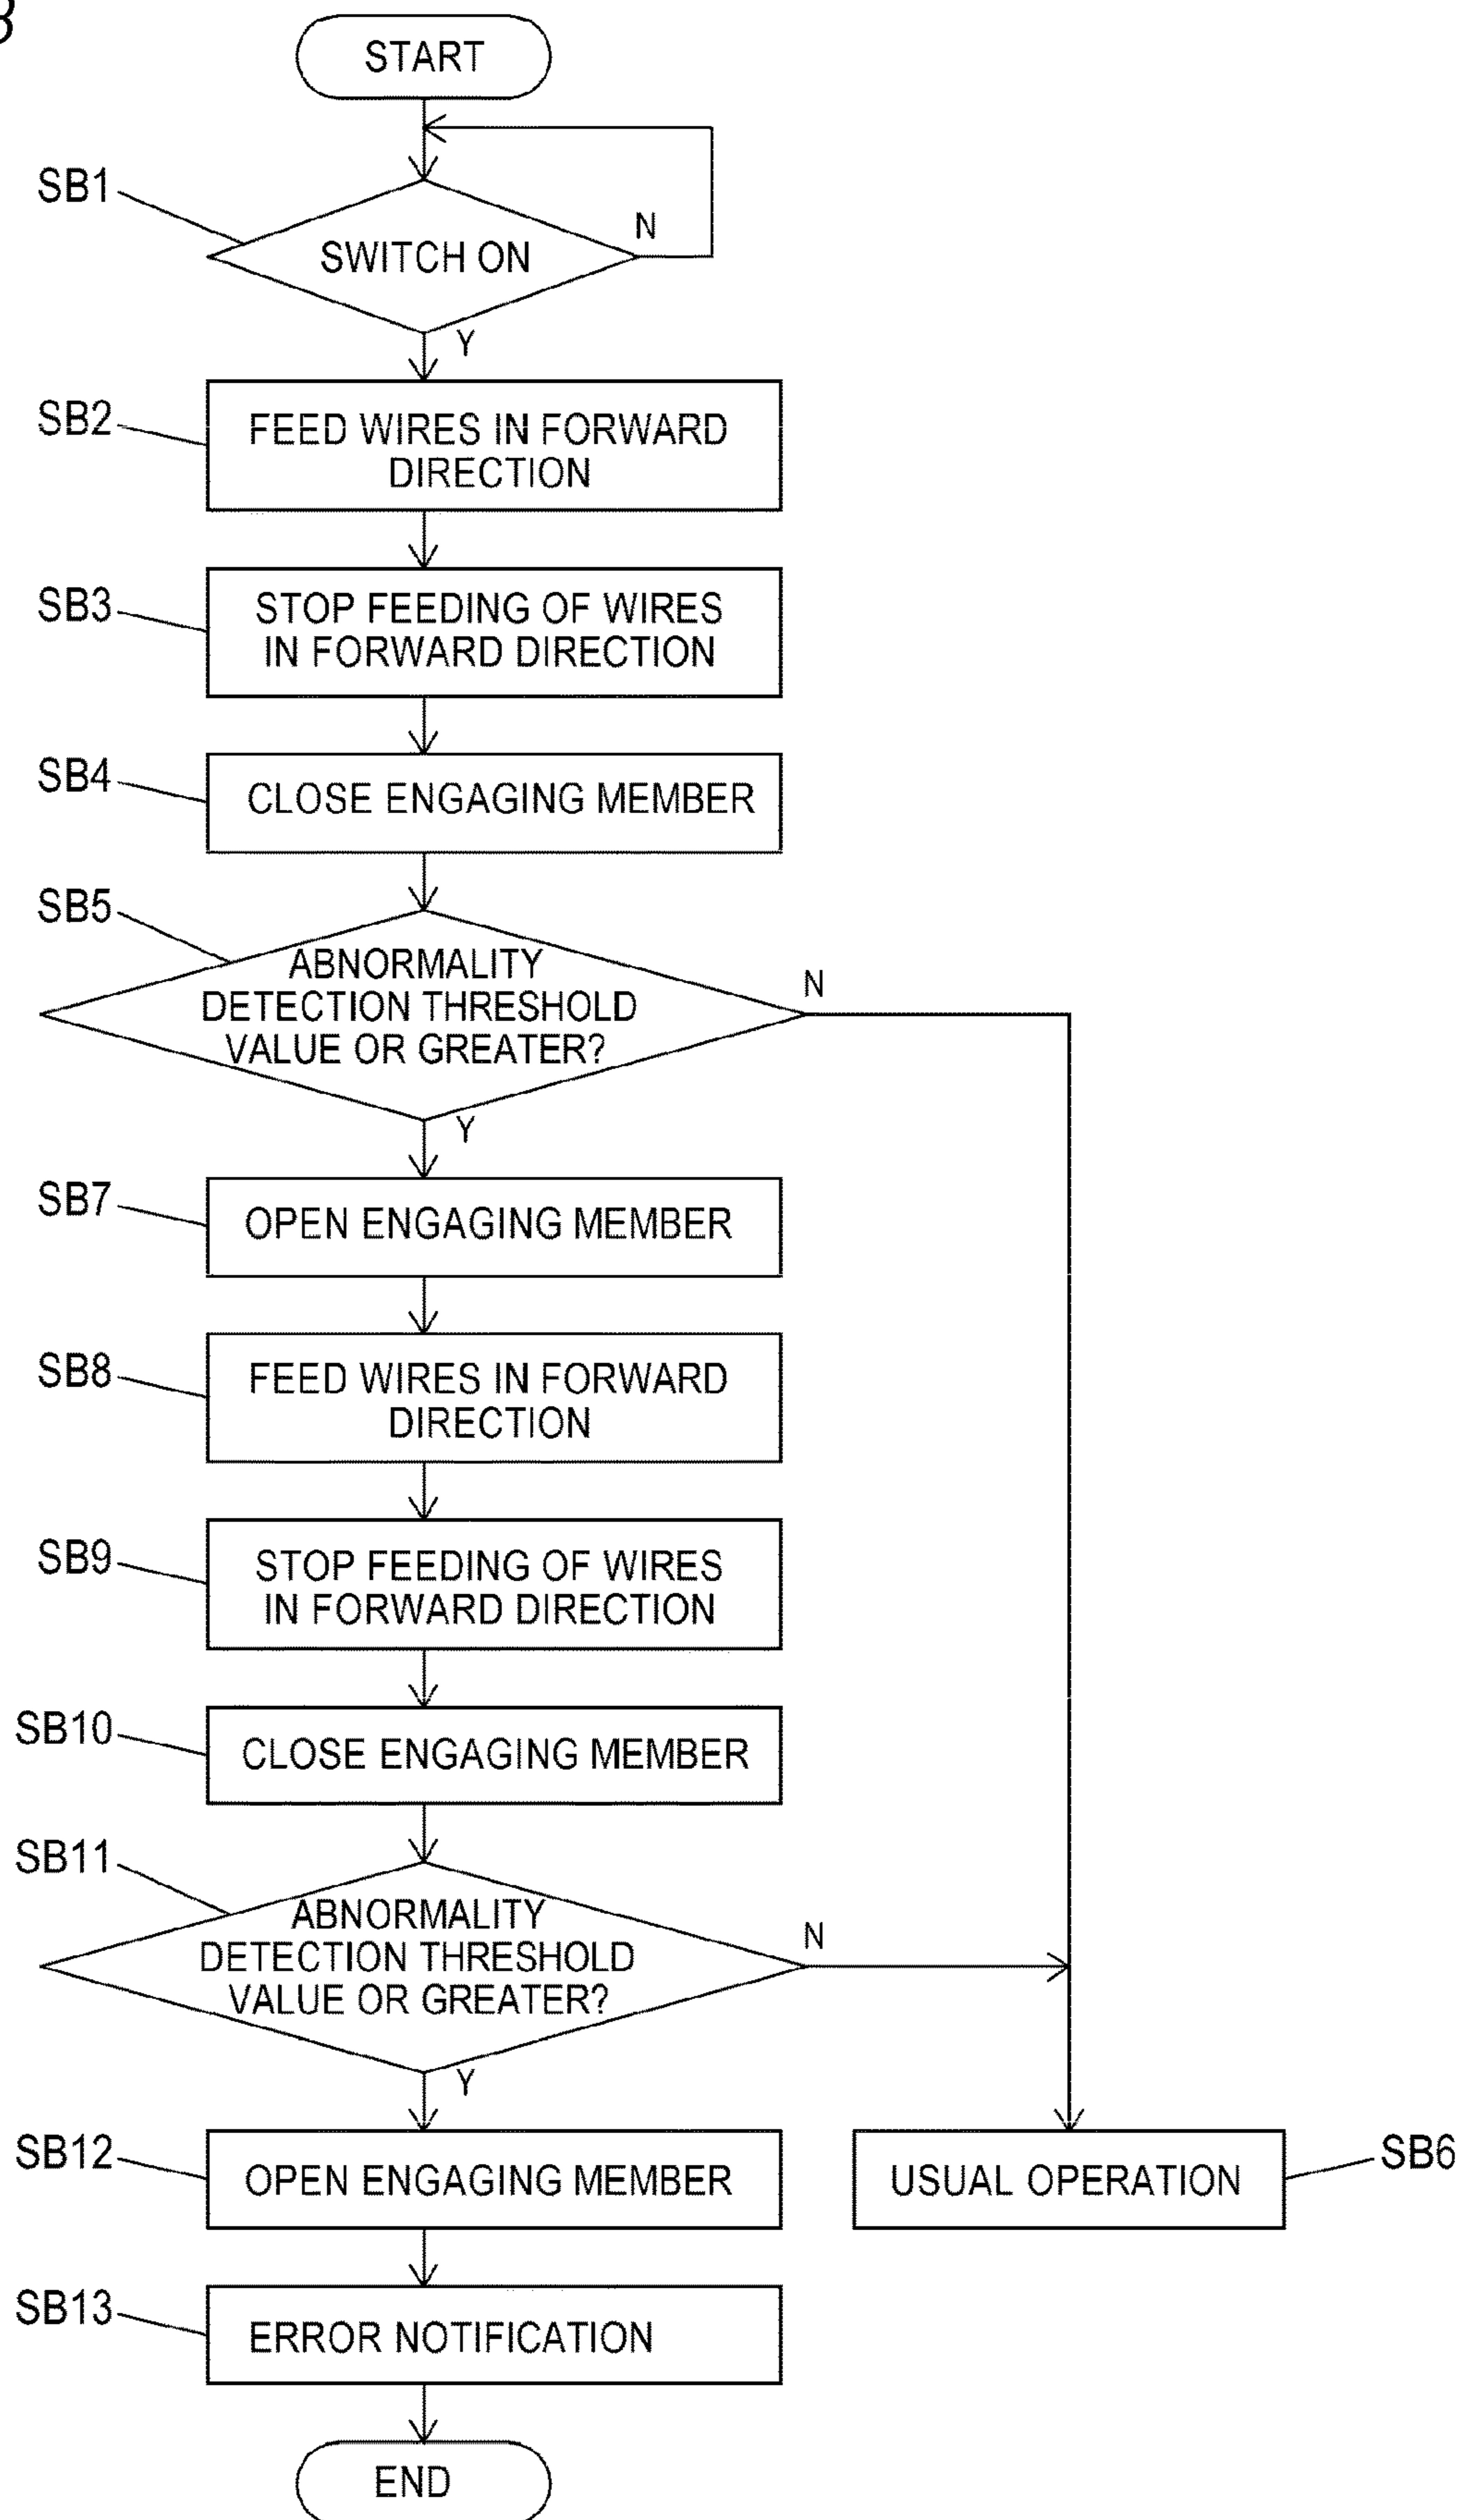 START
SB1
N
SWITCH ON
Y
SB2
FEED WIRES IN FORWARD
DIRECTION
SB3
STOP FEEDING OF WIRES
IN FORWARD DIRECTION
SB4
CLOSE ENGAGING MEMBER
SB5
ABNORMALITY
DETECTION THRESHOLD
VALUE OR GREATER?
N
Y
SB7
OPEN ENGAGING MEMBER
SB8
FEED WIRES IN FORWARD
DIRECTION
SB9
STOP FEEDING OF WIRES
IN FORWARD DIRECTION
SB10
CLOSE ENGAGING MEMBER
SB11
ABNORMALITY
DETECTION THRESHOLD
VALUE OR GREATER?
N
Y
SB12
OPEN ENGAGING MEMBER
USUAL OPERATION
SB6
SB13
ERROR NOTIFICATION
END